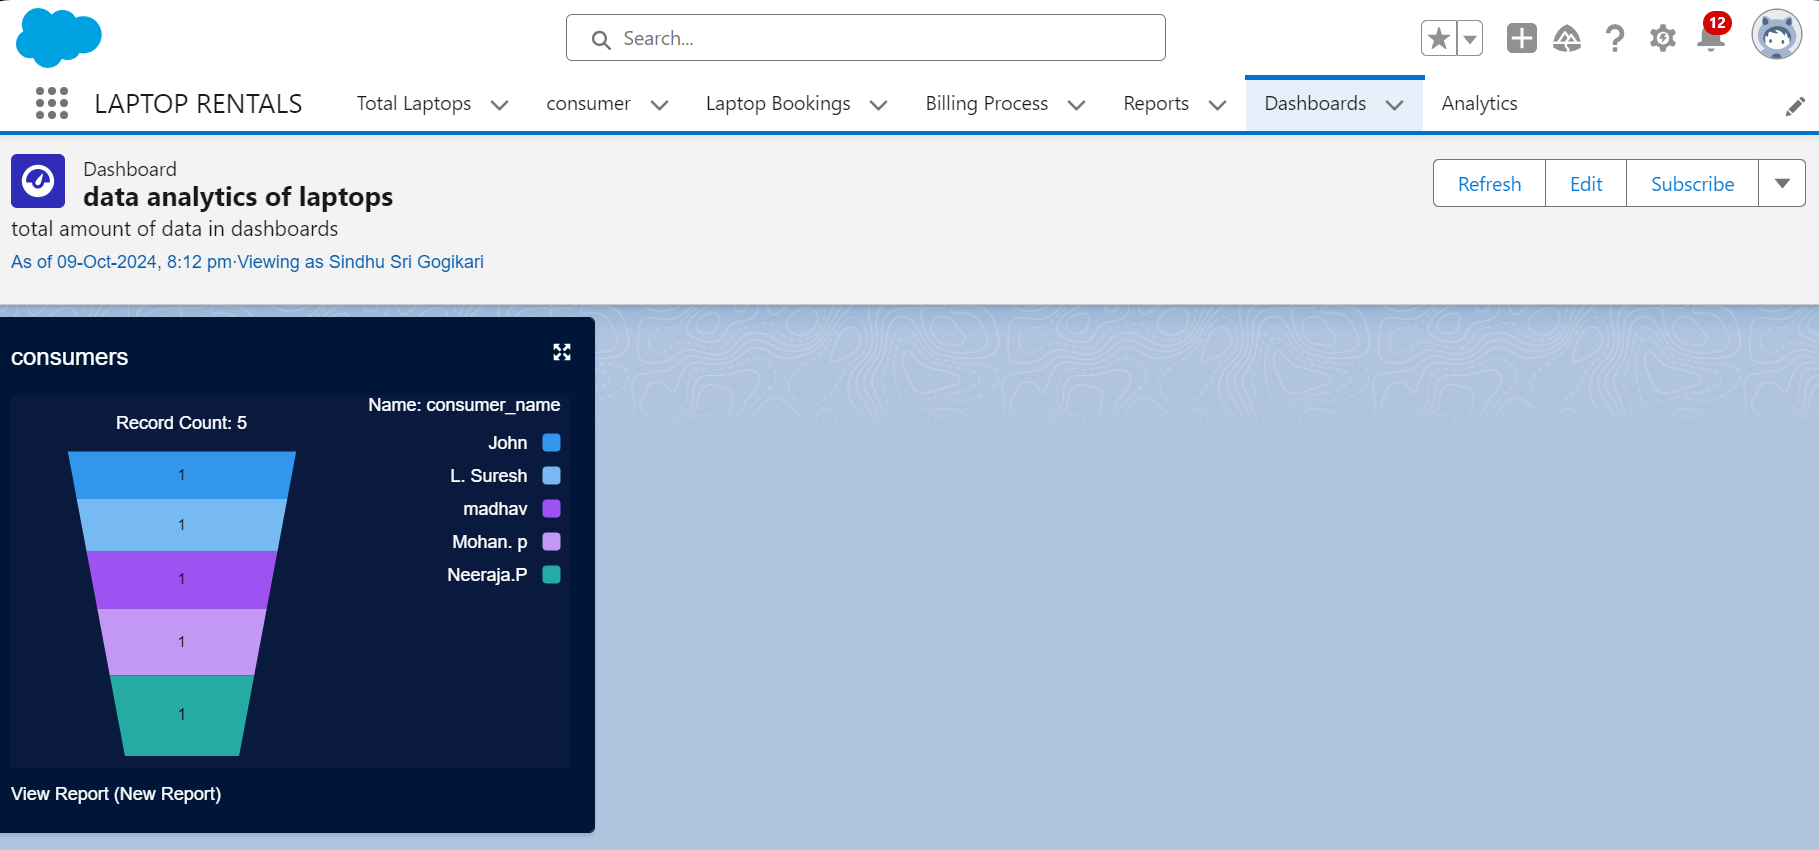 Search...
12
LAPTOP RENTALS
Total Laptops
consumer
Laptop Bookings
Billing Process
Reports
Dashboards
Analytics
Dashboard
data analytics of laptops
total amount of data in dashboards
As of 09-Oct-2024, 8:12 pm·Viewing as Sindhu Sri Gogikari
Refresh
Edit
Subscribe
consumers
Record Count: 5
1
1
1
1
1
Name: consumer_name
John
L. Suresh
madhav
Mohan. p
Neeraja.P
View Report (New Report)